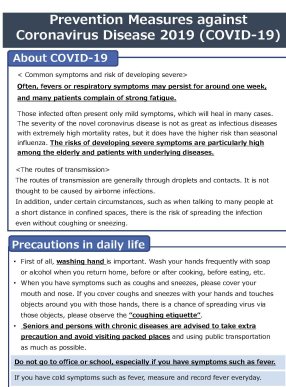 Prevention Measures against
Coronavirus Disease 2019 (COVID-19)
About COVID-19
< Common symptoms and risk of developing severe>
Often, fevers or respiratory symptoms may persist for around one week,
and many patients complain of strong fatigue.
Those infected often present only mild symptoms, which will heal in many cases.
The severity of the novel coronavirus disease is not as great as infectious diseases
with extremely high mortality rates, but it does have the higher risk than seasonal
influenza. The risks of developing severe symptoms are particularly high
among the elderly and patients with underlying diseases.
<The routes of transmission>
The routes of transmission are generally through droplets and contacts. It is not
thought to be caused by airborne infections.
In addition, under certain circumstances, such as when talking to many people at
a short distance in confined spaces, there is the risk of spreading the infection
even without coughing or sneezing.
Precautions in daily life
• First of all, washing hand is important. Wash your hands frequently with soap
or alcohol when you return home, before or after cooking, before eating, etc.
• When you have symptoms such as coughs and sneezes, please cover your
mouth and nose. If you cover coughs and sneezes with your hands and touches
objects around you with those hands, there is a chance of spreading virus via
those objects, please observe the "coughing etiquette".
• Seniors and persons with chronic diseases are advised to take extra
precaution and avoid visiting packed places and using public transportation
as much as possible.
Do not go to office or school, especially if you have symptoms such as fever.
If you have cold symptoms such as fever, measure and record fever everyday.